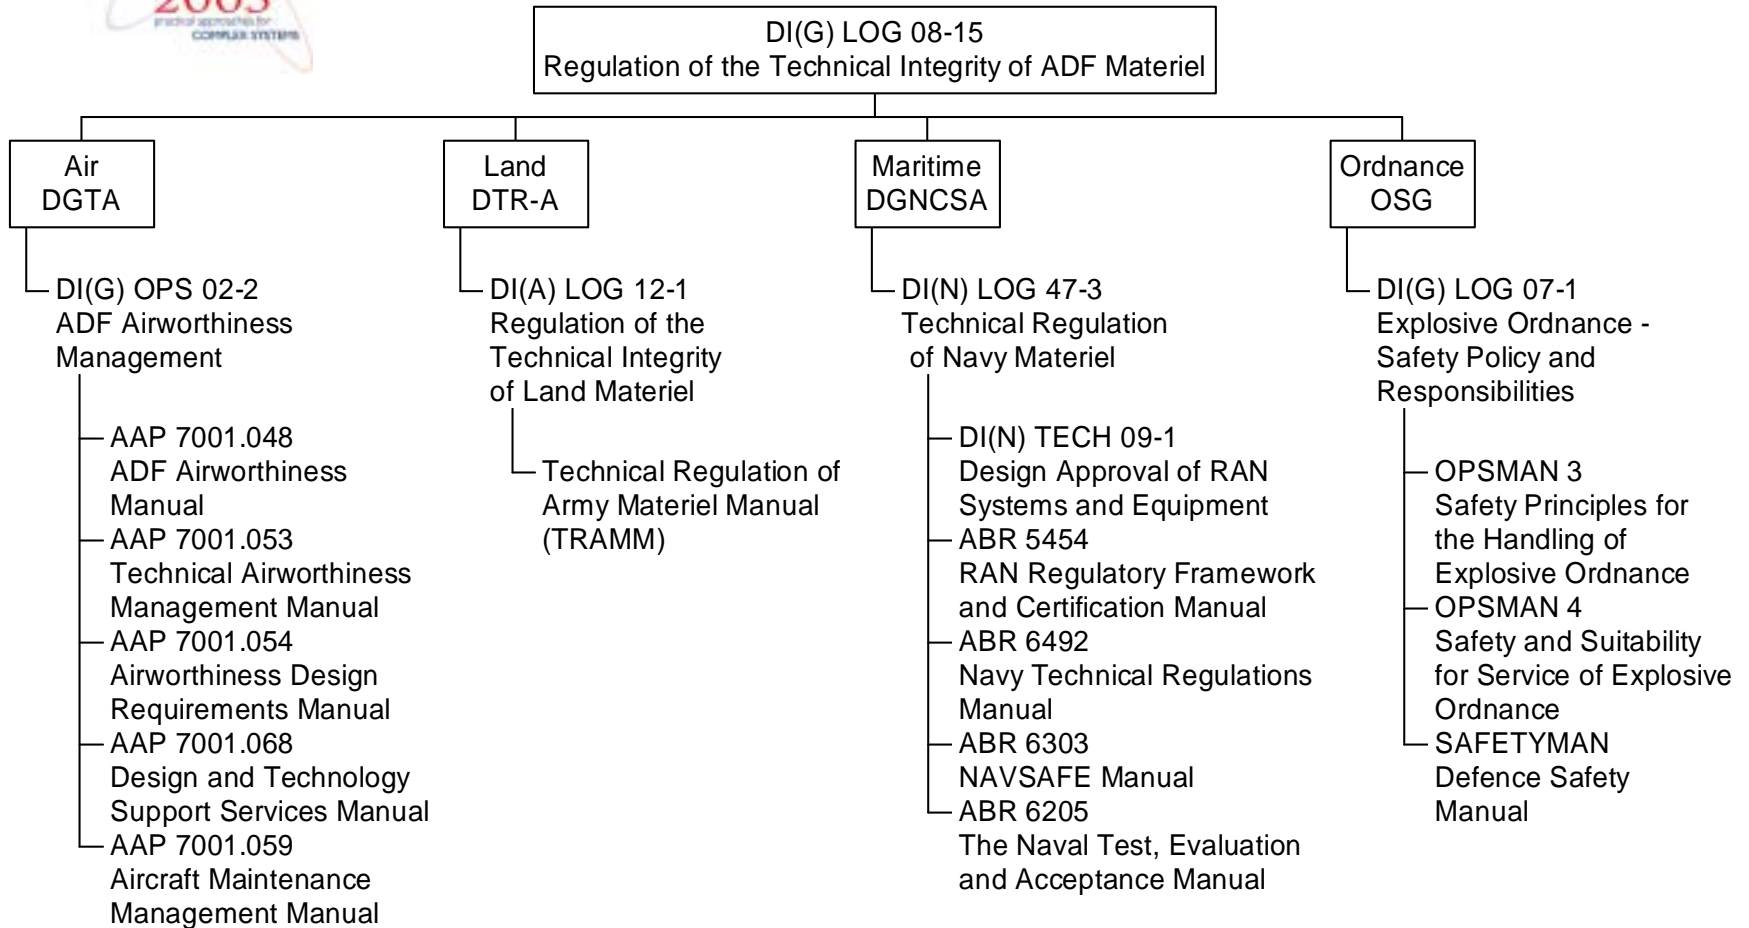 2003
practical approaches for
COMPLEX SYSTEMS
DI(G) LOG 08-15
Regulation of the Technical Integrity of ADF Materiel
Air
DGTA
DI(G) OPS 02-2
ADF Airworthiness
Management
AAP 7001.048
ADF Airworthiness
Manual
AAP 7001.053
Technical Airworthiness
Management Manual
AAP 7001.054
Airworthiness Design
Requirements Manual
AAP 7001.068
Design and Technology
Support Services Manual
AAP 7001.059
Aircraft Maintenance
Management Manual
Land
DTR-A
DI(A) LOG 12-1
Regulation of the
Technical Integrity
of Land Materiel
Technical Regulation of
Army Materiel Manual
(TRAMM)
Maritime
DGNCSA
DI(N) LOG 47-3
Technical Regulation
of Navy Materiel
DI(N) TECH 09-1
Design Approval of RAN
Systems and Equipment
ABR 5454
RAN Regulatory Framework
and Certification Manual
ABR 6492
Navy Technical Regulations
Manual
ABR 6303
NAVSAFE Manual
ABR 6205
The Naval Test, Evaluation
and Acceptance Manual
Ordnance
OSG
DI(G) LOG 07-1
Explosive Ordnance -
Safety Policy and
Responsibilities
OPSMAN 3
Safety Principles for
the Handling of
Explosive Ordnance
OPSMAN 4
Safety and Suitability
for Service of Explosive
Ordnance
SAFETYMAN
Defence Safety
Manual